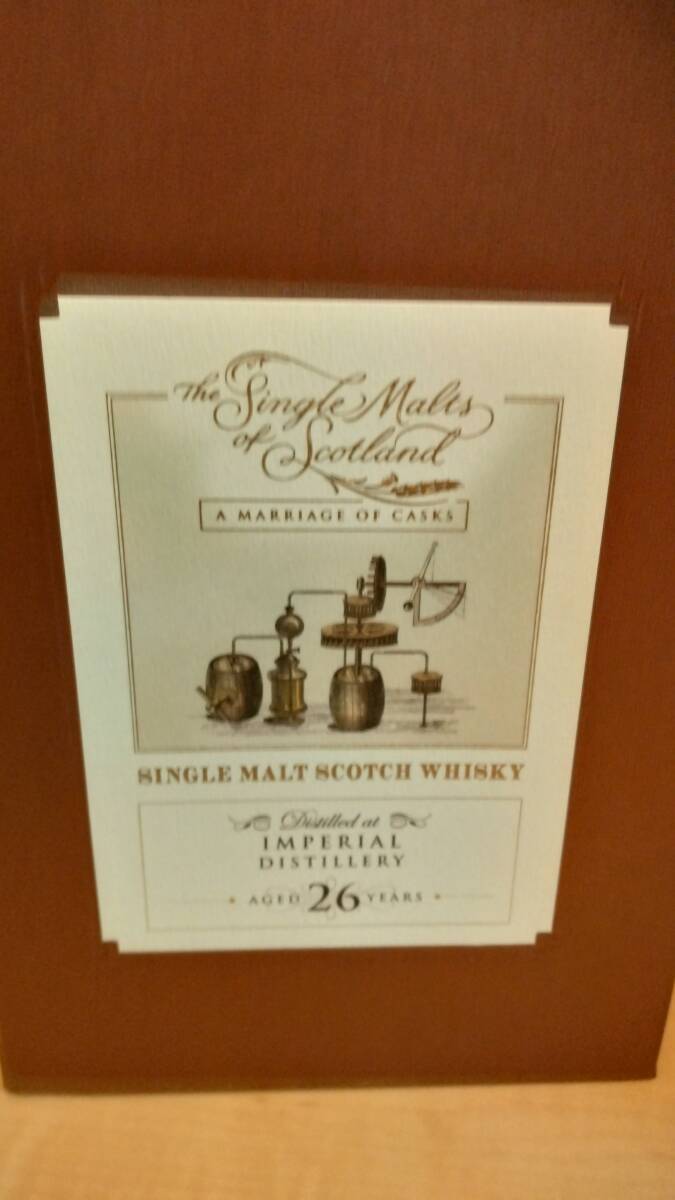 The Single Malts
of Scotland
A MARRIAGE OF CASKS
SINGLE MALT SCOTCH WHISKY
Distilled at
IMPERIAL
DISTILLERY
AGED 26 YEARS